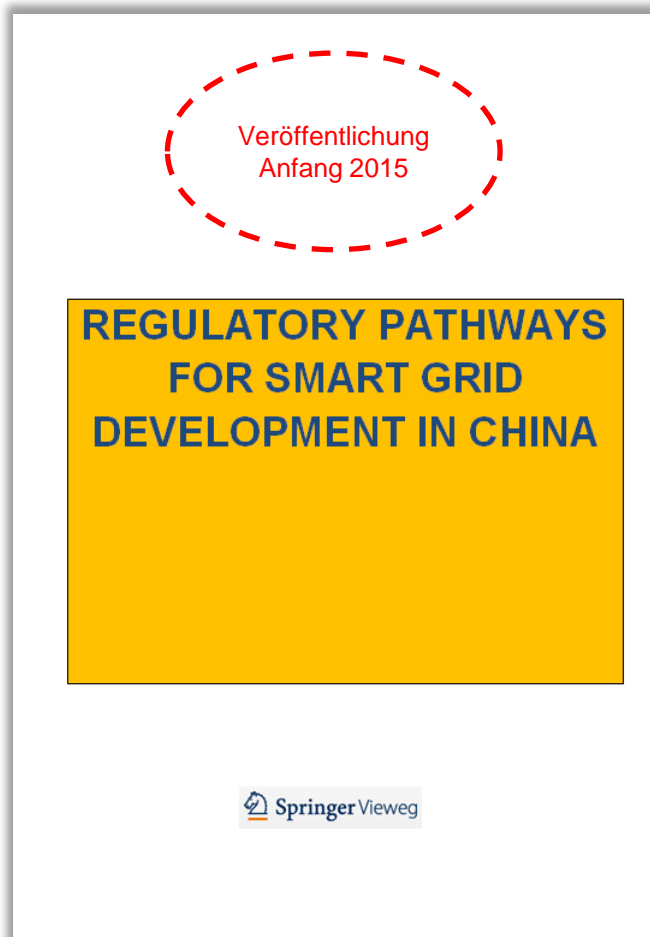 Veröffentlichung
Anfang 2015
REGULATORY PATHWAYS
FOR SMART GRID
DEVELOPMENT IN CHINA
Springer Vieweg